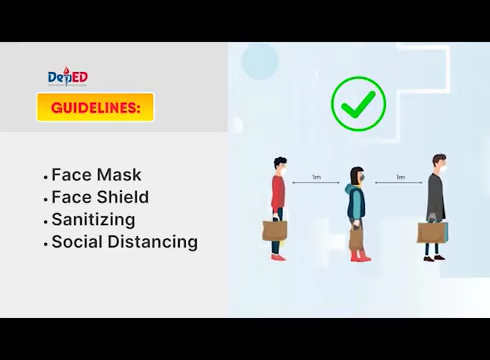 DepED
GUIDELINES:
• Face Mask
• Face Shield
• Sanitizing
• Social Distancing
1m
1m